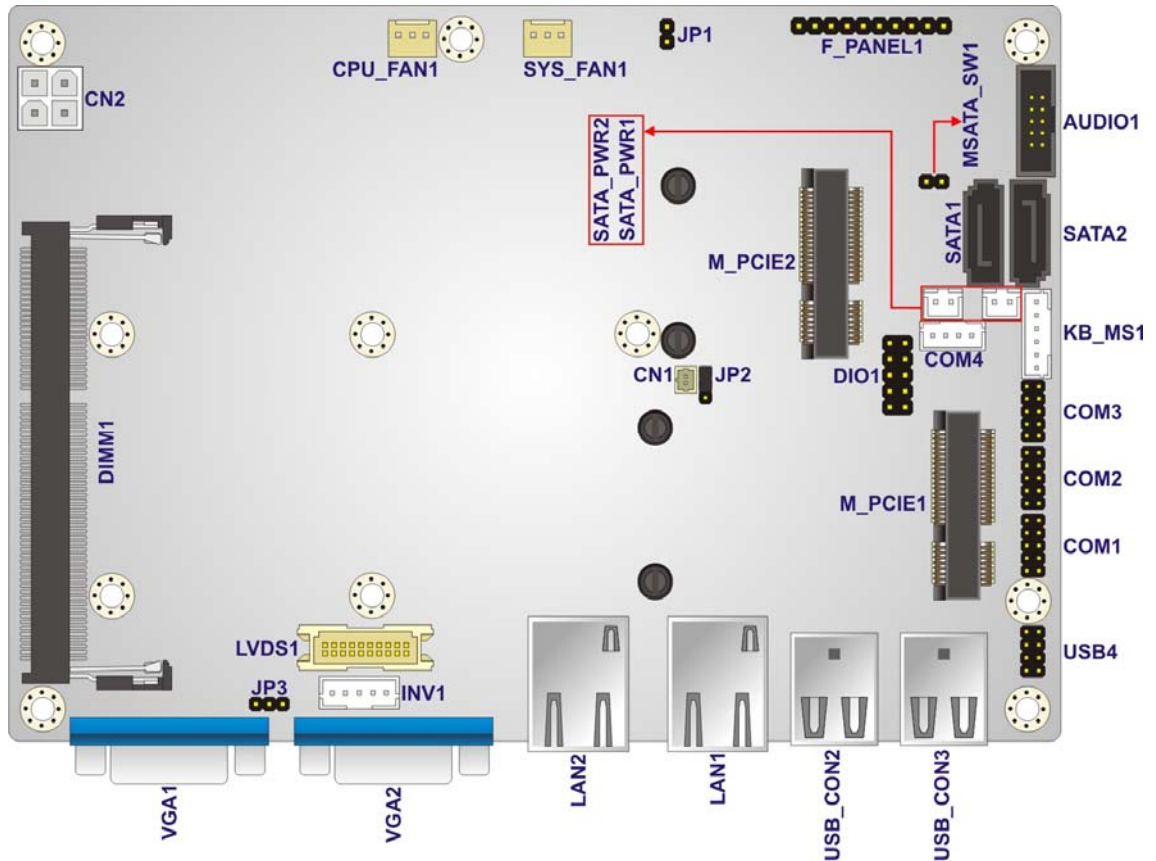 JP1
F_PANEL1
CPU_FAN1
SYS_FAN1
CN2
MSATA_SW1
AUDIO1
SATA_PWR2
SATA_PWR1
SATA1
SATA2
M_PCIE2
KB_MS1
COM4
CN1
JP2
DIO1
COM3
DIMM1
COM2
M_PCIE1
COM1
LVDS1
USB4
JP3
INV1
VGA1
VGA2
LAN2
LAN1
USB_CON2
USB_CON3